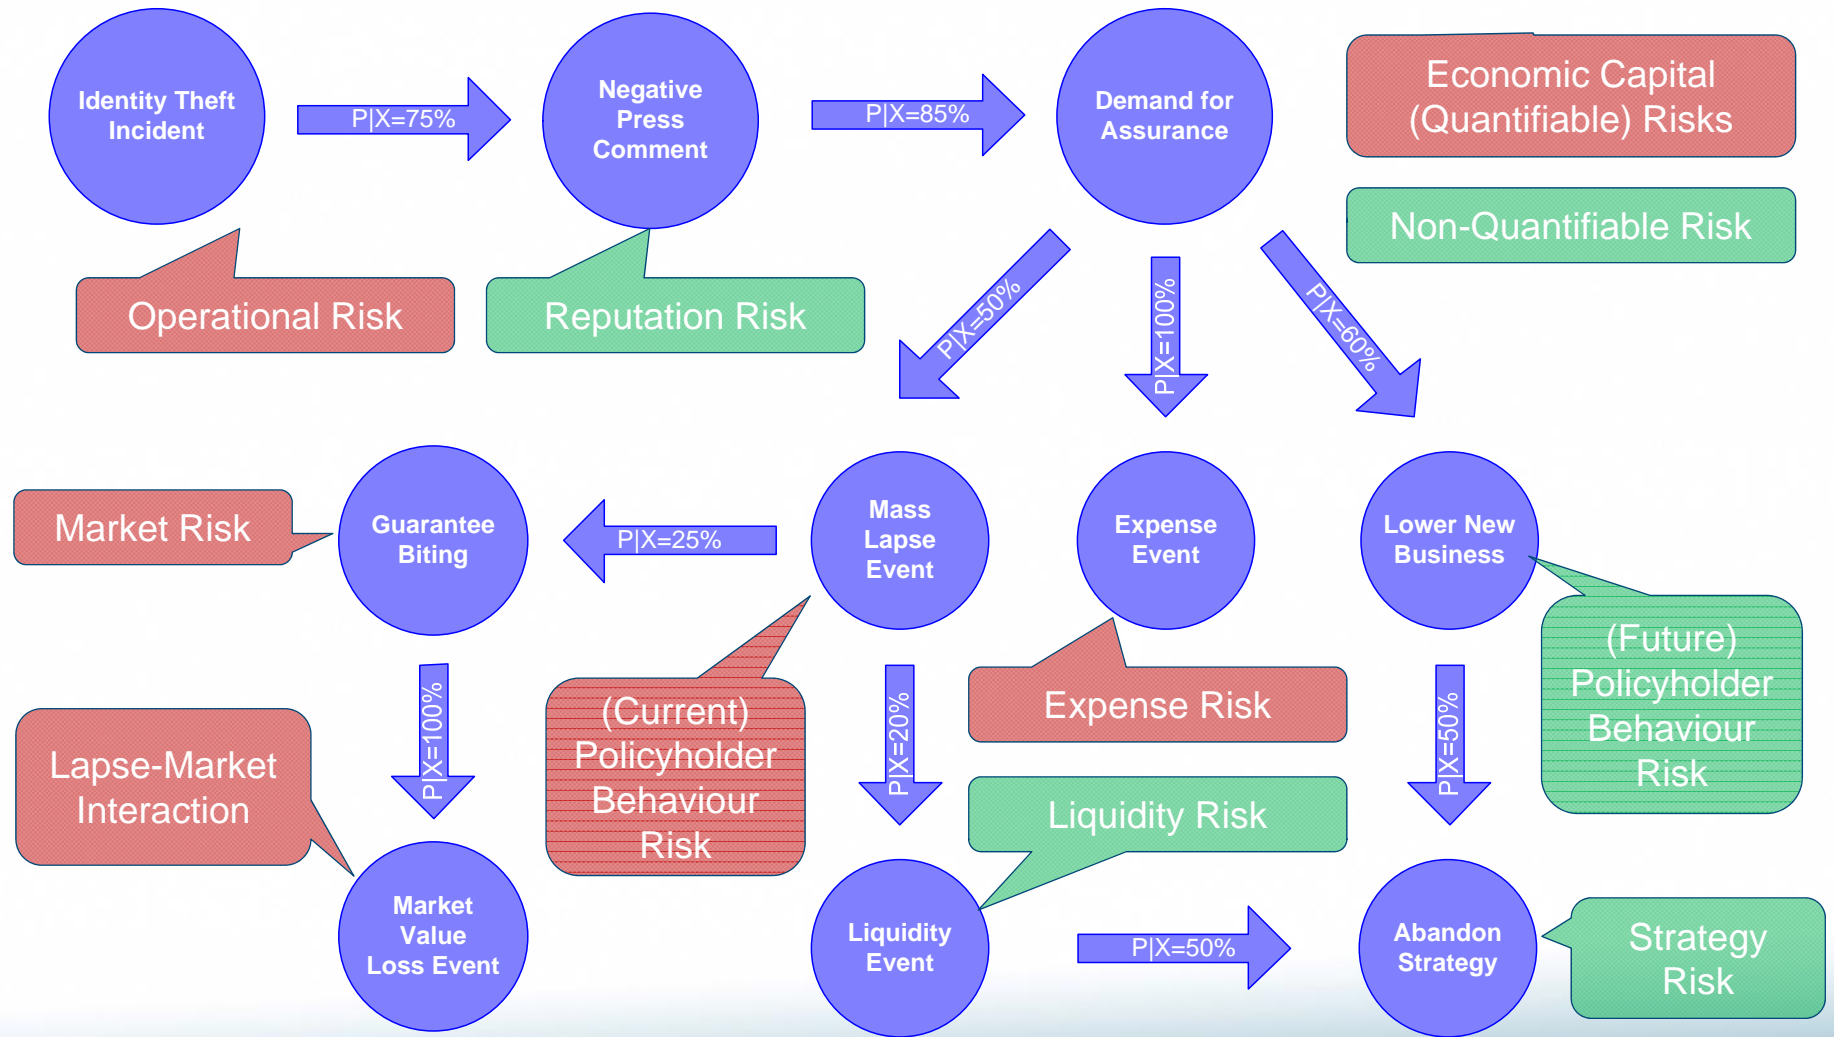 Identity Theft
Incident
P|X=75%
Negative
Press
Comment
P|X=85%
Demand for
Assurance
Economic Capital
(Quantifiable) Risks
Non-Quantifiable Risk
Operational Risk
Reputation Risk
P|X=50%
P|X=100%
P|X=60%
Market Risk
Guarantee
Biting
P|X=25%
Mass
Lapse
Event
Expense
Event
Lower New
Business
(Future)
Policyholder
Behaviour
Risk
Lapse-Market
Interaction
P|X=100%
(Current)
Policyholder
Behaviour
Risk
P|X=20%
Expense Risk
P|X=50%
Liquidity Risk
Market
Value
Loss Event
Liquidity
Event
P|X=50%
Abandon
Strategy
Strategy
Risk